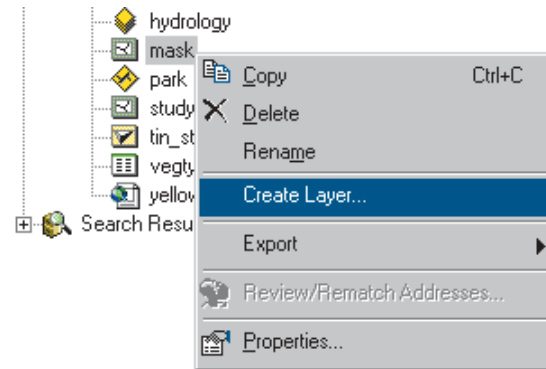 hydrology
mask
park
study
tin_st
vegty
yellov
Search Resu
Copy Ctrl+C
Delete
Rename
Create Layer...
Export
Review/Rematch Addresses...
Properties...